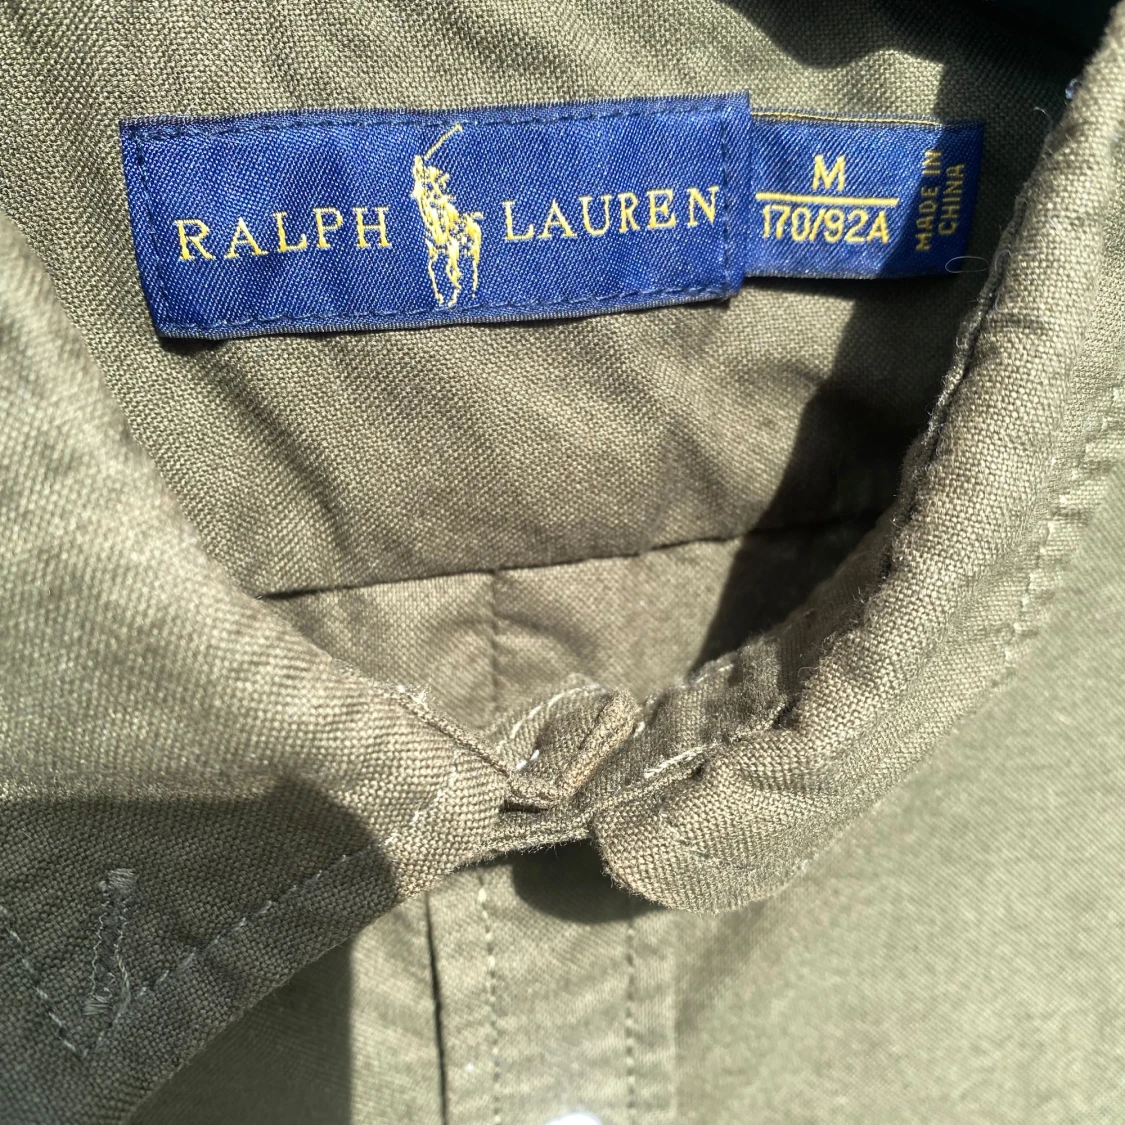 RALPH LAUREN
M
170/92A
MADE IN
CHINA